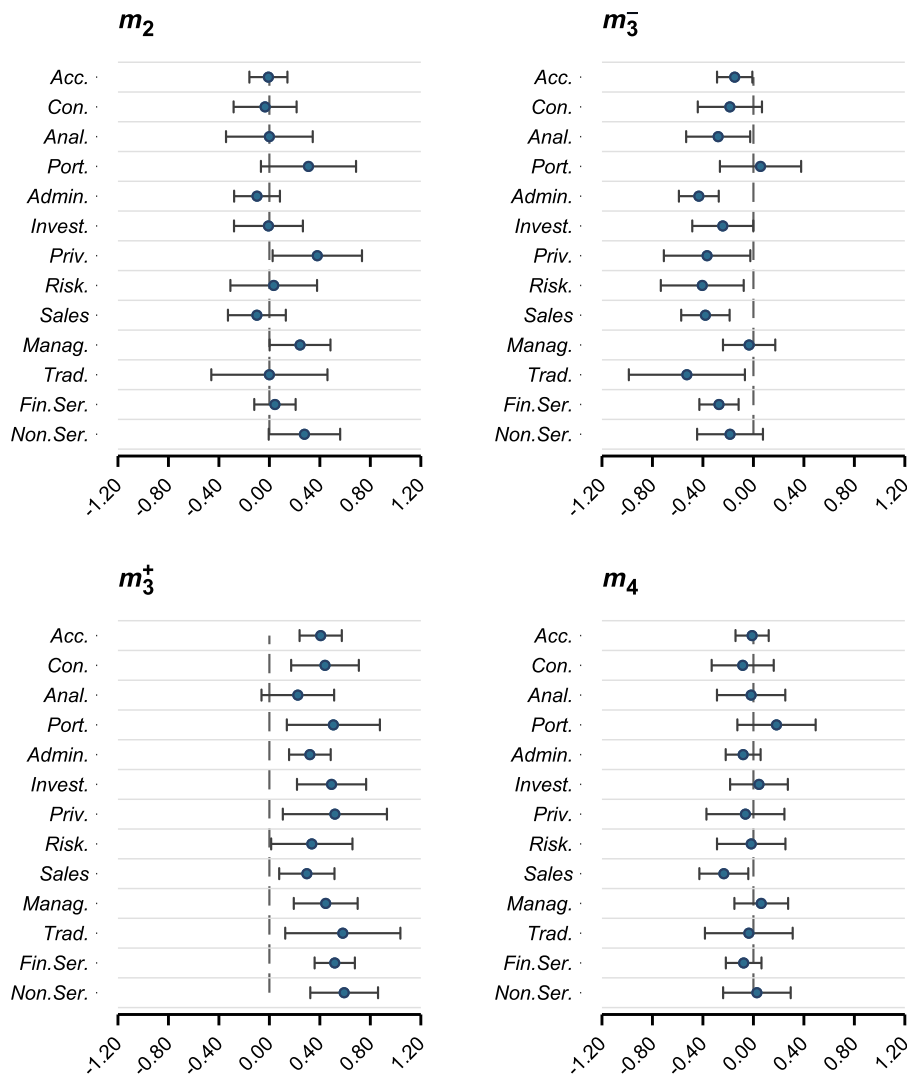 m2 m3−
Acc. Acc.
Con. Con.
Anal. Anal.
Port. Port.
Admin. Admin.
Invest. Invest.
Priv. Priv.
Risk. Risk.
Sales Sales
Manag. Manag.
Trad. Trad.
Fin.Ser. Fin.Ser.
Non.Ser. Non.Ser.
-1.20 -0.80 -0.40 0.00 0.40 0.80 1.20 -1.20 -0.80 -0.40 0.00 0.40 0.80 1.20
m3+ m4
Acc. Acc.
Con. Con.
Anal. Anal.
Port. Port.
Admin. Admin.
Invest. Invest.
Priv. Priv.
Risk. Risk.
Sales Sales
Manag. Manag.
Trad. Trad.
Fin.Ser. Fin.Ser.
Non.Ser. Non.Ser.
-1.20 -0.80 -0.40 0.00 0.40 0.80 1.20 -1.20 -0.80 -0.40 0.00 0.40 0.80 1.20